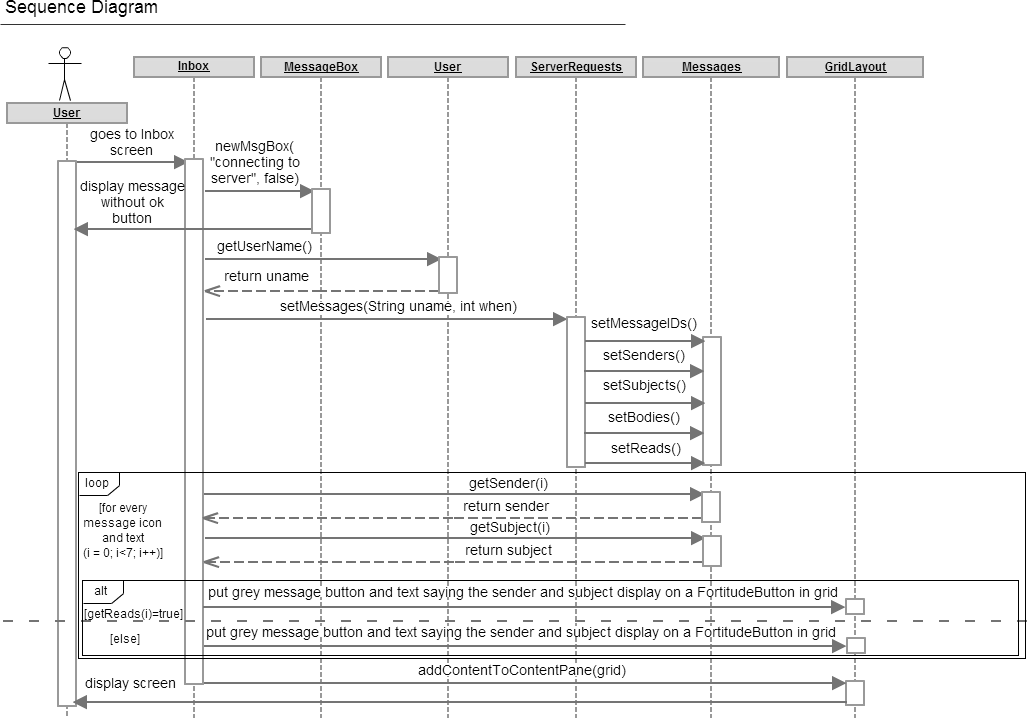 Sequence Diagram
Inbox
MessageBox
User
ServerRequests
Messages
GridLayout
User
goes to Inbox
screen
newMsgBox(
"connecting to
server", false)
display message
without ok
button
getUserName()
return uname
setMessages(String uname, int when)
setMessageIDs()
setSenders()
setSubjects()
setBodies()
setReads()
loop
[for every
message icon
and text
(i = 0; i<7; i++)]
getSender(i)
return sender
getSubject(i)
return subject
alt
put grey message button and text saying the sender and subject display on a FortitudeButton in grid
[getReads(i)=true]
[else]
put grey message button and text saying the sender and subject display on a FortitudeButton in grid
addContentToContentPane(grid)
display screen